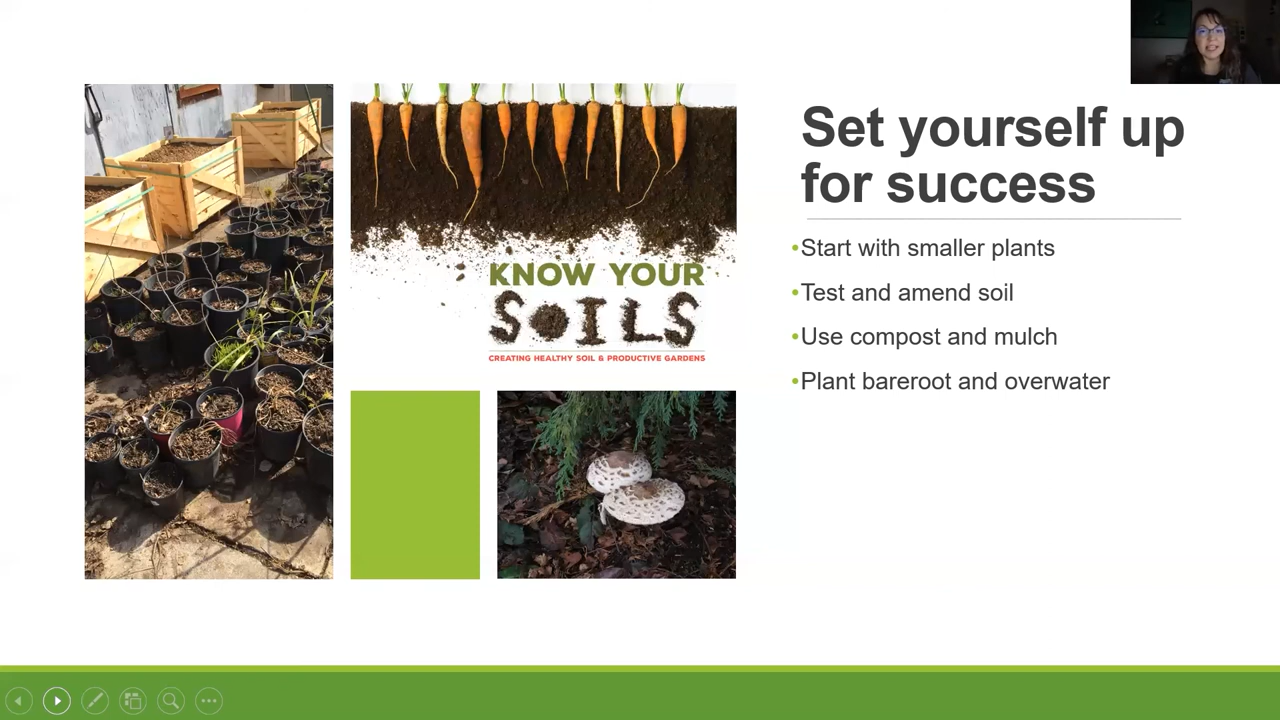 Set yourself up
for success
•Start with smaller plants
•Test and amend soil
•Use compost and mulch
•Plant bareroot and overwater
KNOW YOUR
SOILS
CREATING HEALTHY SOIL & PRODUCTIVE GARDENS